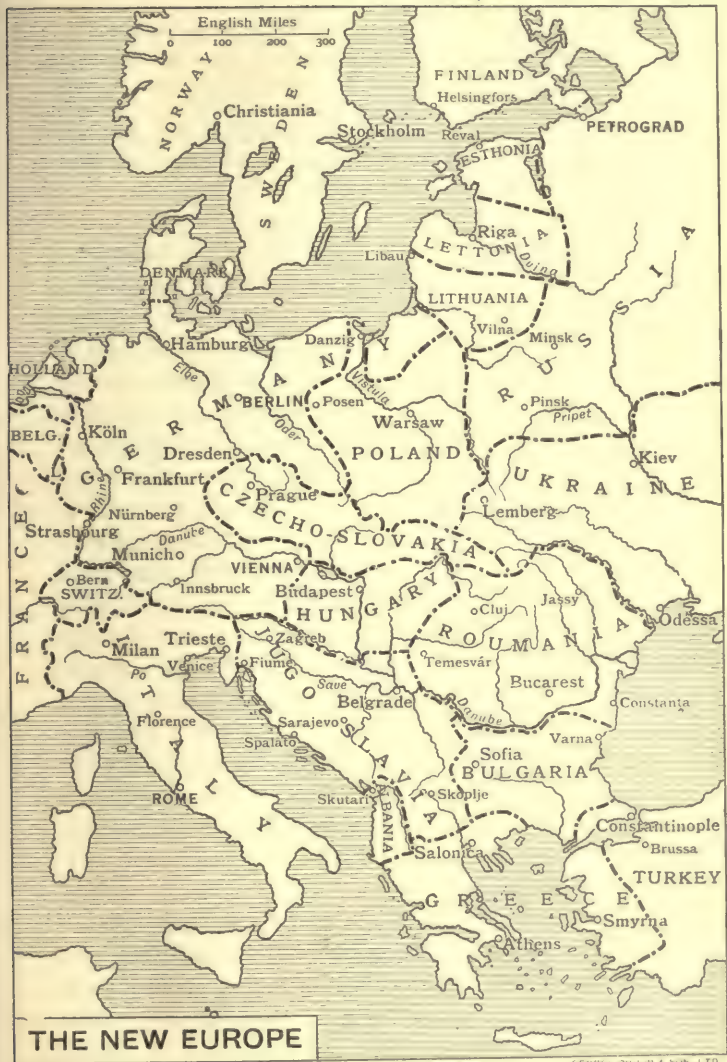 English Miles
0 100 200 300
NORWAY
SWEDEN
FINLAND
Helsingfors
Christiania
PETROGRAD
Stockholm
Reval
ESTHONIA
Riga
LETTONIA
Libau
Duina
DENMARK
LITHUANIA
Vilna
Minsk
RUSSIA
Hamburg
Danzig
HOLLAND
Elbe
GERMANY
BERLIN
Posen
Vistula
Pinsk
Pripet
Warsaw
BELG.
Köln
Oder
POLAND
Dresden
Kiev
Frankfurt
Prague
UKRAINE
Rhine
Nürnberg
CZECHO-SLOVAKIA
Lemberg
Strasbourg
Danube
FRANCE
Munich
VIENNA
Bern
SWITZ.
Innsbruck
Budapest
HUNGARY
Cluj
Jassy
Odessa
ROUMANIA
Milan
Trieste
Zagreb
Venice
Fiume
Temesvár
Po
Save
Bucarest
ITALY
JUGO SLAVIA
Belgrade
Constanța
Florence
Sarajevo
Danube
Spalato
Varna
Sofia
BULGARIA
ROME
Skutari
Skoplje
ALBANIA
Constantinople
Salonica
Brussa
TURKEY
GREECE
Smyrna
Athens
THE NEW EUROPE